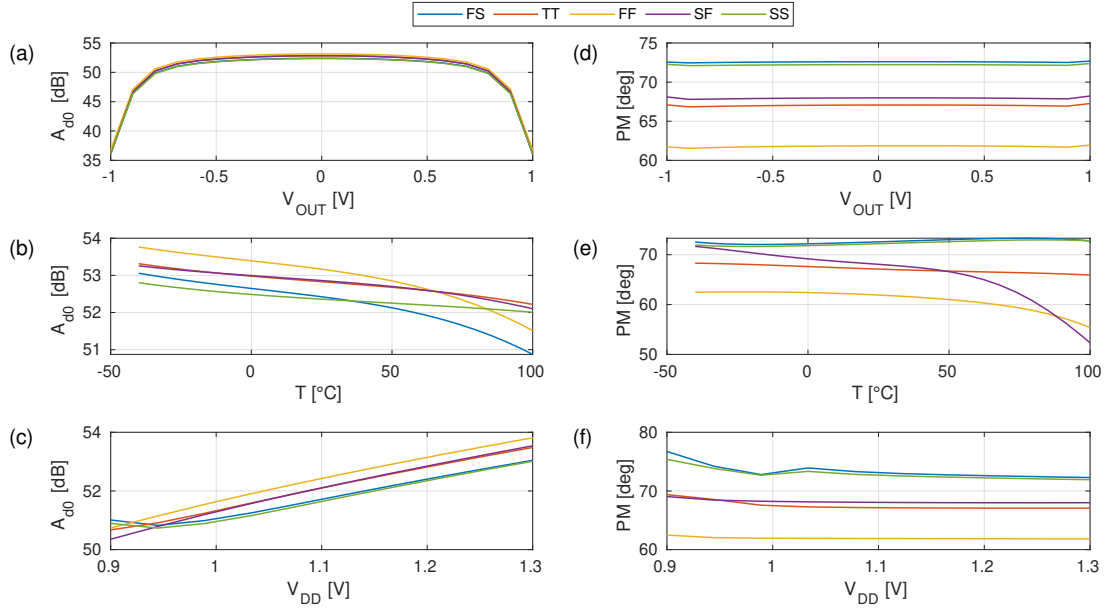 FS TT FF SF SS
(a)
55
50
45
40
35
A_d0 [dB]
-1 -0.5 0 0.5 1
V_OUT [V]
(d)
75
70
65
60
PM [deg]
-1 -0.5 0 0.5 1
V_OUT [V]
(b)
54
53
52
51
A_d0 [dB]
-50 0 50 100
T [°C]
(e)
70
60
50
PM [deg]
-50 0 50 100
T [°C]
(c)
54
52
50
A_d0 [dB]
0.9 1 1.1 1.2 1.3
V_DD [V]
(f)
80
70
60
PM [deg]
0.9 1 1.1 1.2 1.3
V_DD [V]